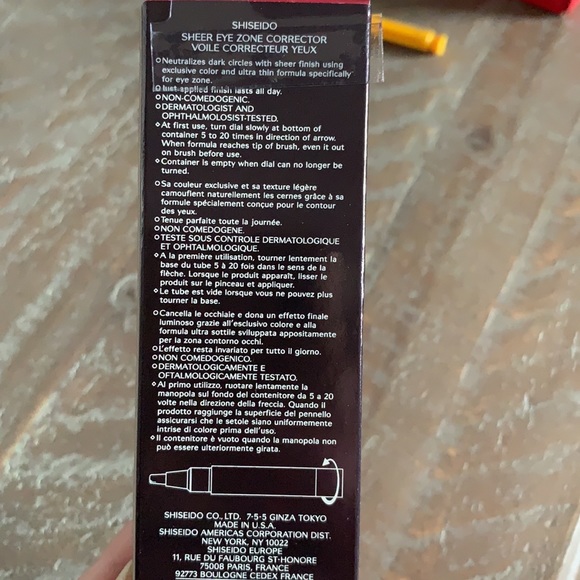 SHISEIDO
SHEER EYE ZONE CORRECTOR
VOILE CORRECTEUR YEUX
○Neutralizes dark circles with sheer finish using
exclusive color and ultra thin formula specifically
for eye zone.
○Just-applied finish lasts all day.
○NON-COMEDOGENIC.
○DERMATOLOGIST AND
OPHTHALMOLOSIST-TESTED.
◇At first use, turn dial slowly at bottom of
container 5 to 20 times in direction of arrow.
When formula reaches tip of brush, even it out
on brush before use.
◇Container is empty when dial can no longer be
turned.
○Sa couleur exclusive et sa texture légère
camouflent naturellement les cernes grâce à sa
formule spécialement conçue pour le contour
des yeux.
○Tenue parfaite toute la journée.
○NON COMEDOGENE.
○TESTE SOUS CONTROLE DERMATOLOGIQUE
ET OPHTALMOLOGIQUE.
◇A la première utilisation, tourner lentement la
base du tube 5 à 20 fois dans le sens de la
flèche. Lorsque le produit apparaît, lisser le
produit sur le pinceau et appliquer.
◇Le tube est vide lorsque vous ne pouvez plus
tourner la base.
○Cancella le occhiaie e dona un effetto finale
luminoso grazie all'esclusivo colore e alla
formula ultra sottile sviluppata appositamente
per la zona contorno occhi.
○L'effetto resta invariato per tutto il giorno.
○NON COMEDOGENICO.
○DERMATOLOGICAMENTE E
OFTALMOLOGICAMENTE TESTATO.
◇Al primo utilizzo, ruotare lentamente la
manopola sul fondo del contenitore da 5 a 20
volte nella direzione della freccia. Quando il
prodotto raggiunge la superficie del pennello
assicurarsi che le setole siano uniformemente
intrise di colore prima dell'uso.
◇Il contenitore è vuoto quando la manopola non
può essere ulteriormente girata.
SHISEIDO CO., LTD. 7-5-5 GINZA TOKYO
MADE IN U.S.A.
SHISEIDO AMERICAS CORPORATION DIST.
NEW YORK, NY 10022
SHISEIDO EUROPE
11, RUE DU FAUBOURG ST-HONORE
75008 PARIS, FRANCE
92773 BOULOGNE CEDEX FRANCE